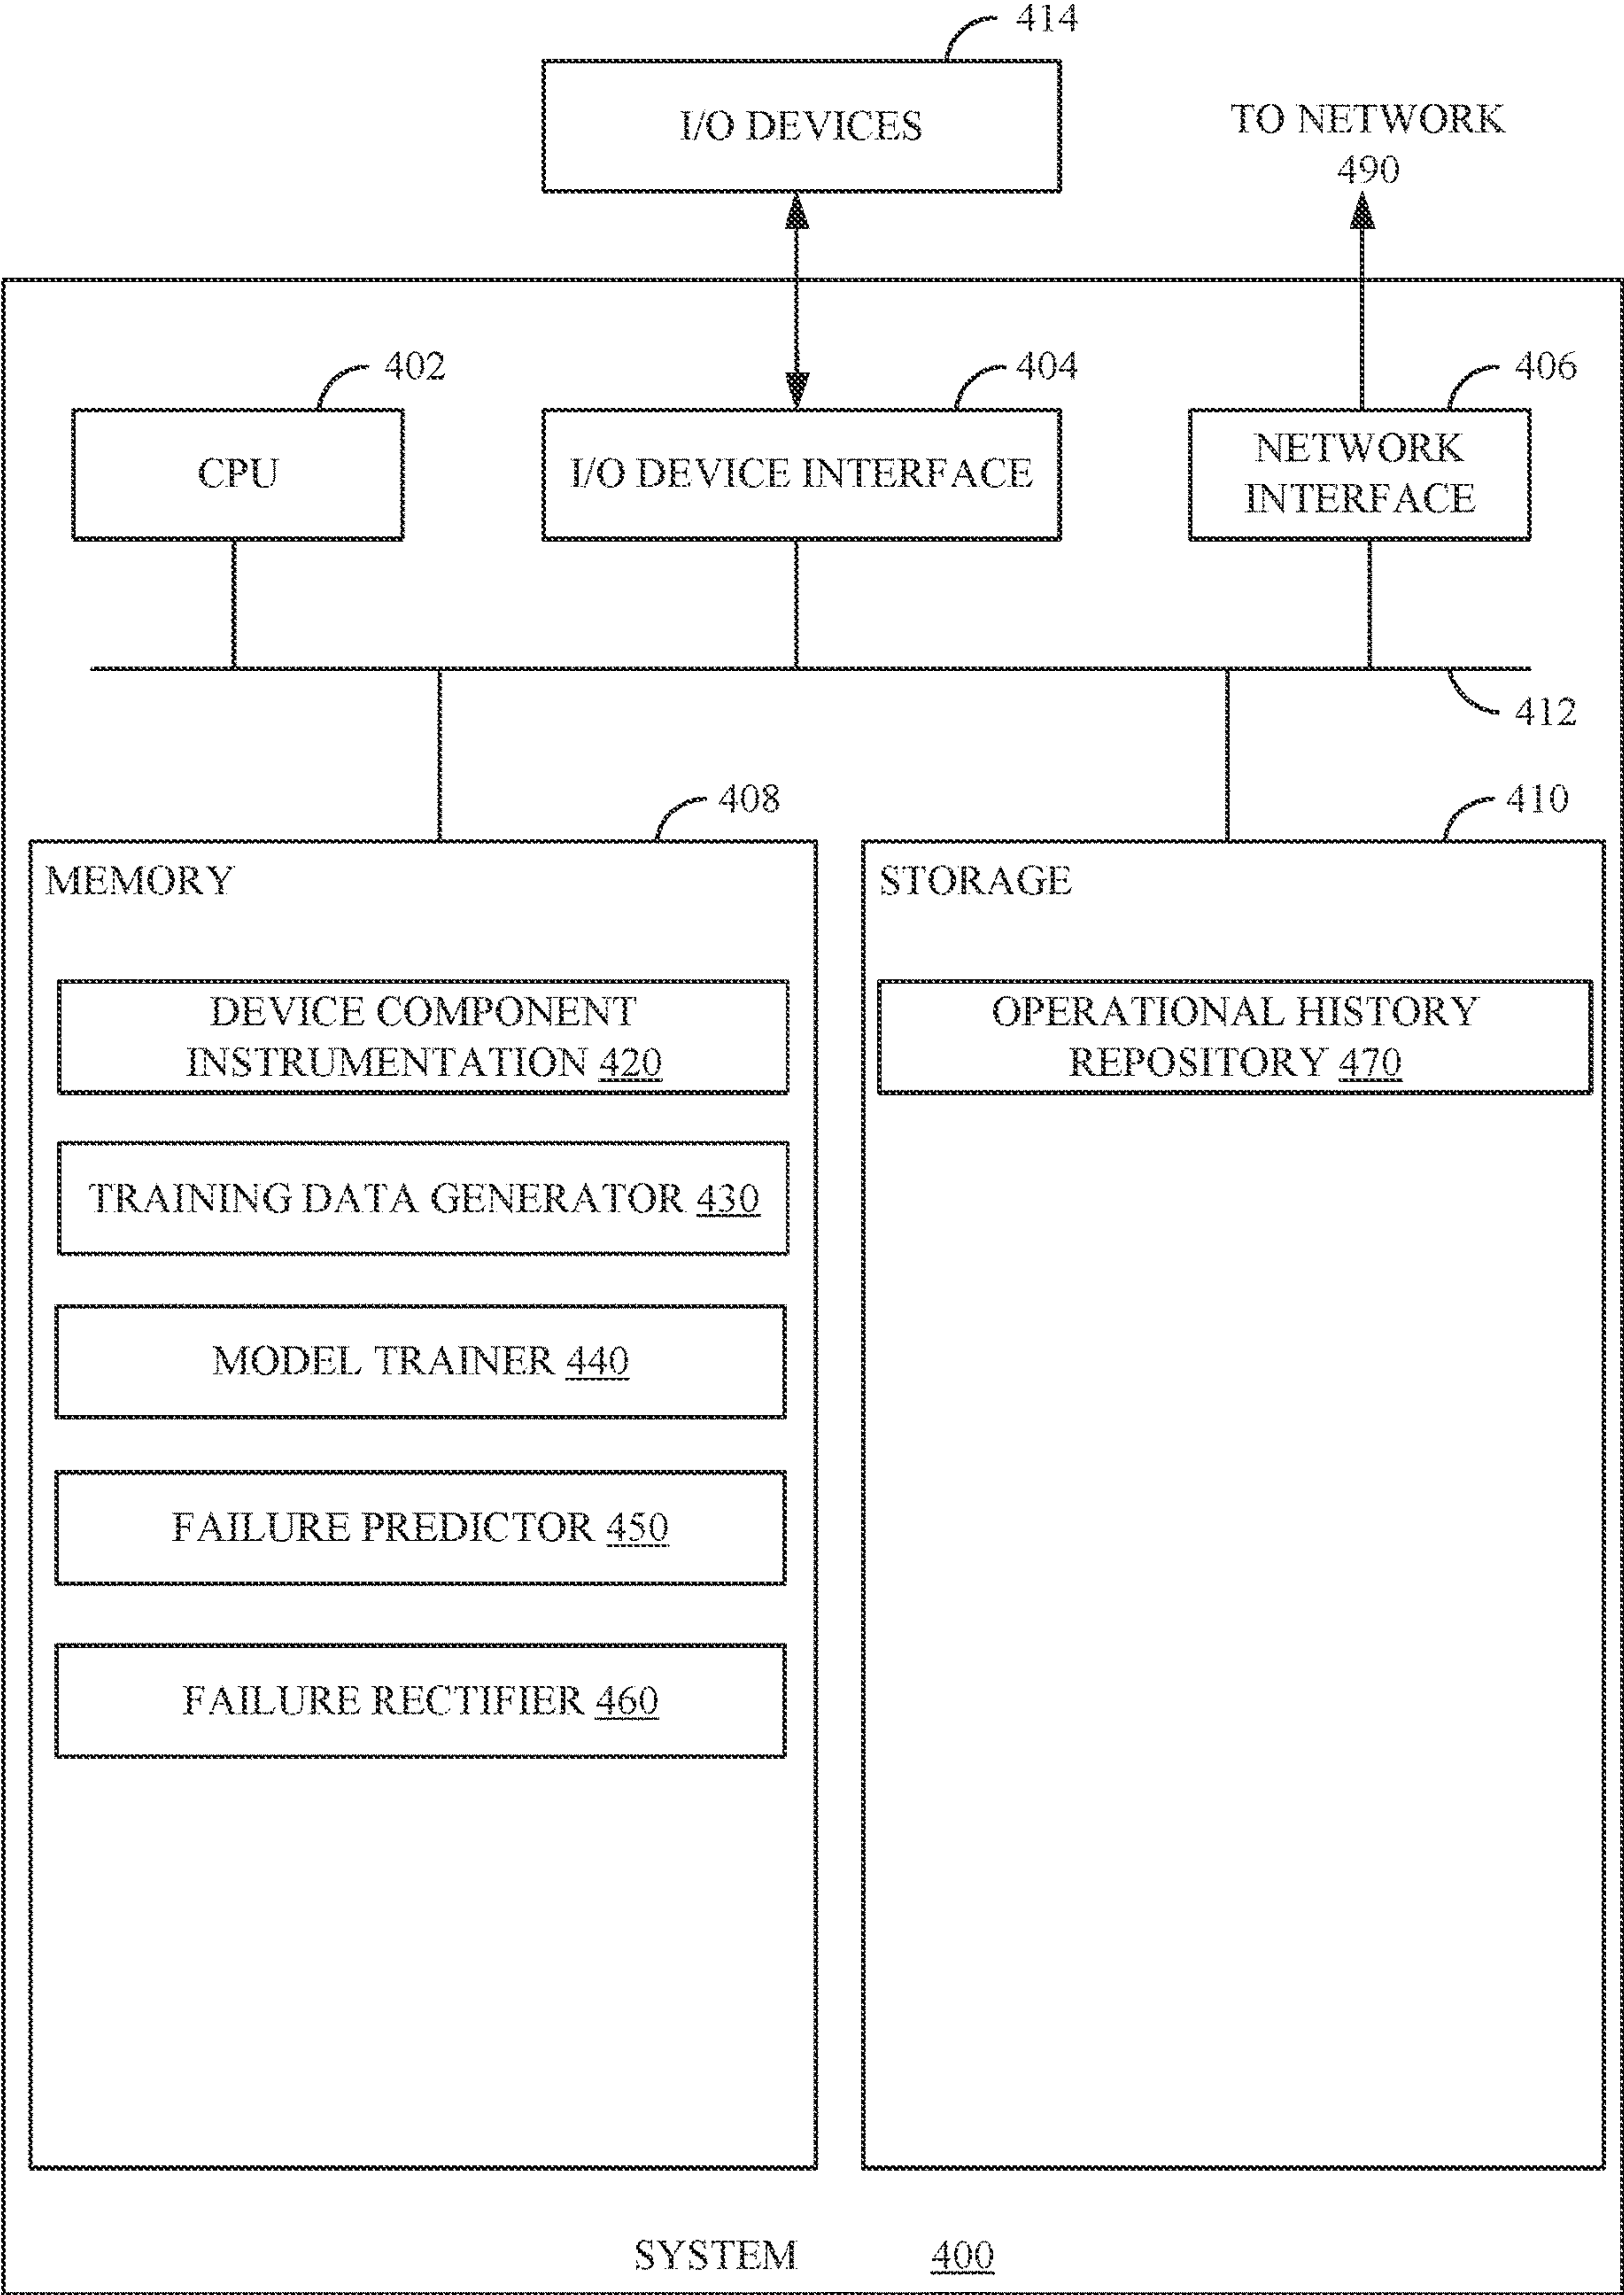 414
I/O DEVICES
TO NETWORK
490
402
404
406
CPU
I/O DEVICE INTERFACE
NETWORK
INTERFACE
412
408
410
MEMORY
STORAGE
DEVICE COMPONENT
INSTRUMENTATION 420
OPERATIONAL HISTORY
REPOSITORY 470
TRAINING DATA GENERATOR 430
MODEL TRAINER 440
FAILURE PREDICTOR 450
FAILURE RECTIFIER 460
SYSTEM 400